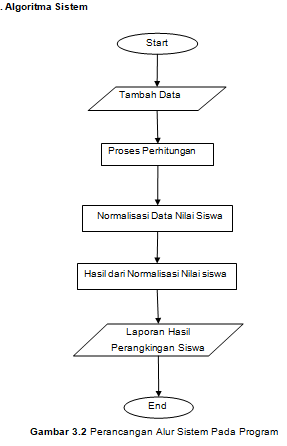 . Algoritma Sistem
Start
Tambah Data
Proses Perhitungan
Normalisasi Data Nilai Siswa
Hasil dari Normalisasi Nilai siswa
Laporan Hasil
Perangkingan Siswa
End
Gambar 3.2 Perancangan Alur Sistem Pada Program